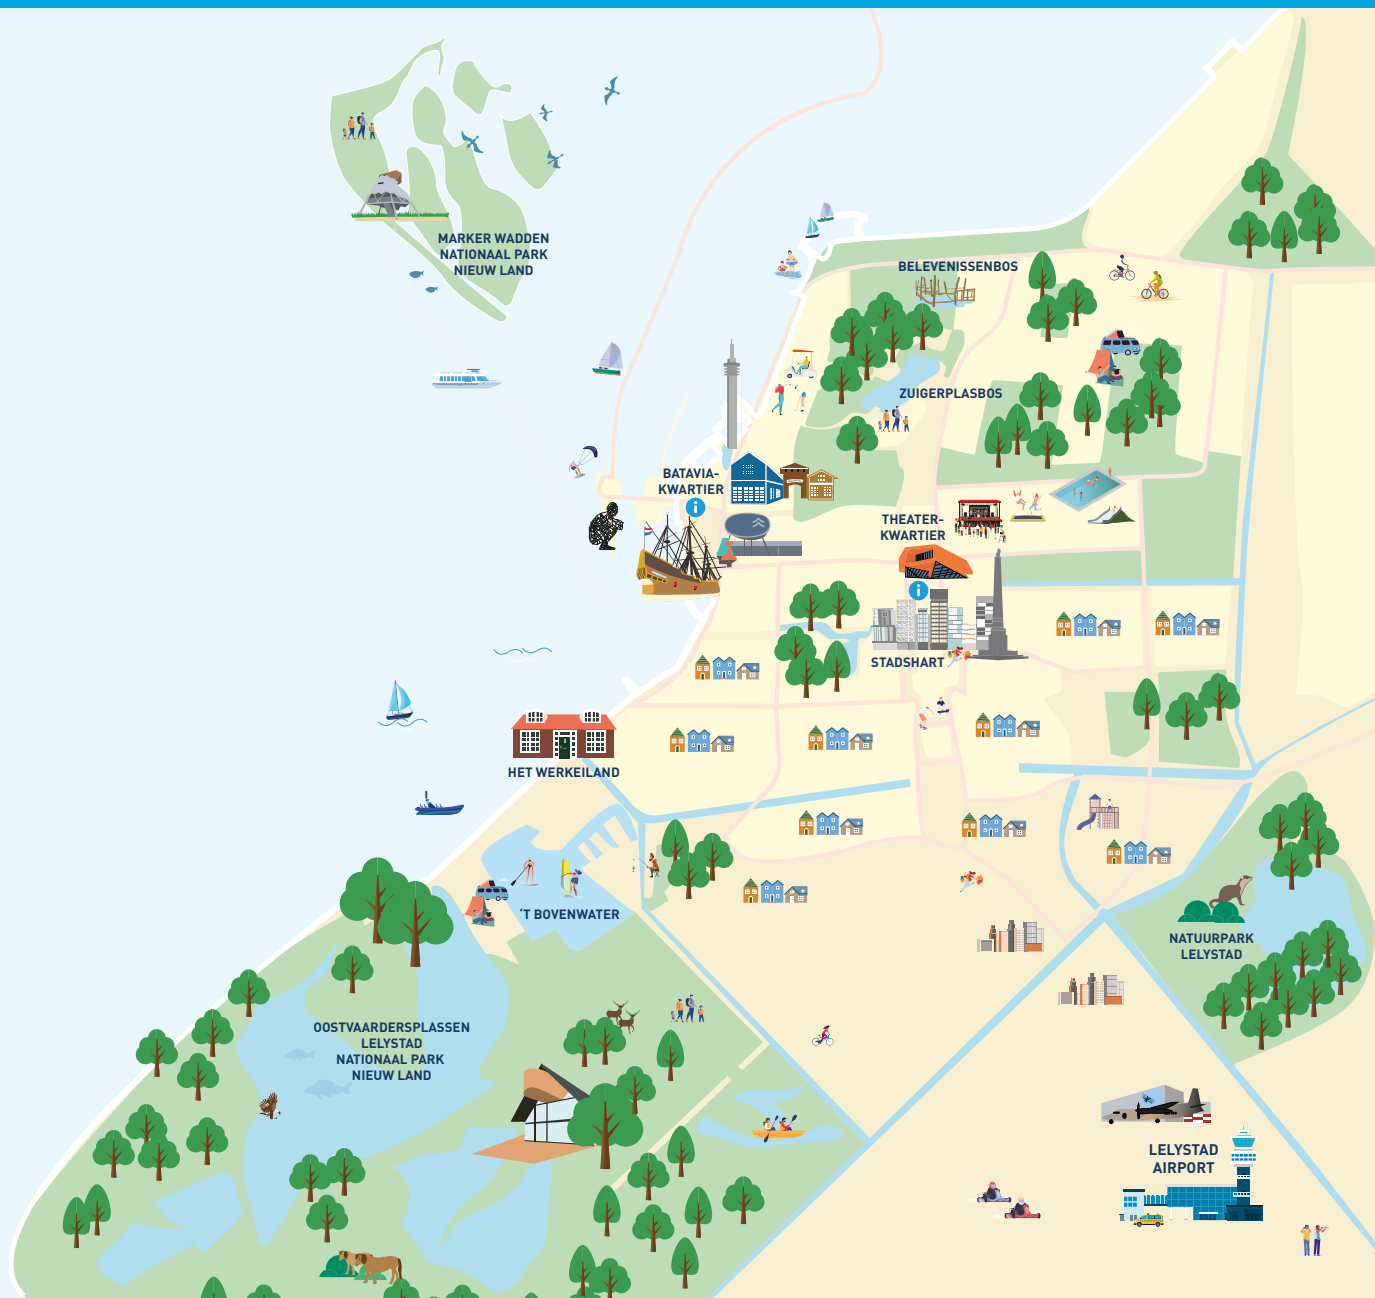 MARKER WADDEN
NATIONAAL PARK
NIEUW LAND
BELEVENISSENBOS
ZUIGERPLASBOS
BATAVIA-
KWARTIER
i
THEATER-
KWARTIER
i
STADSHART
HET WERKEILAND
'T BOVENWATER
NATUURPARK
LELYSTAD
OOSTVAARDERSPLASSEN
LELYSTAD
NATIONAAL PARK
NIEUW LAND
LELYSTAD
AIRPORT